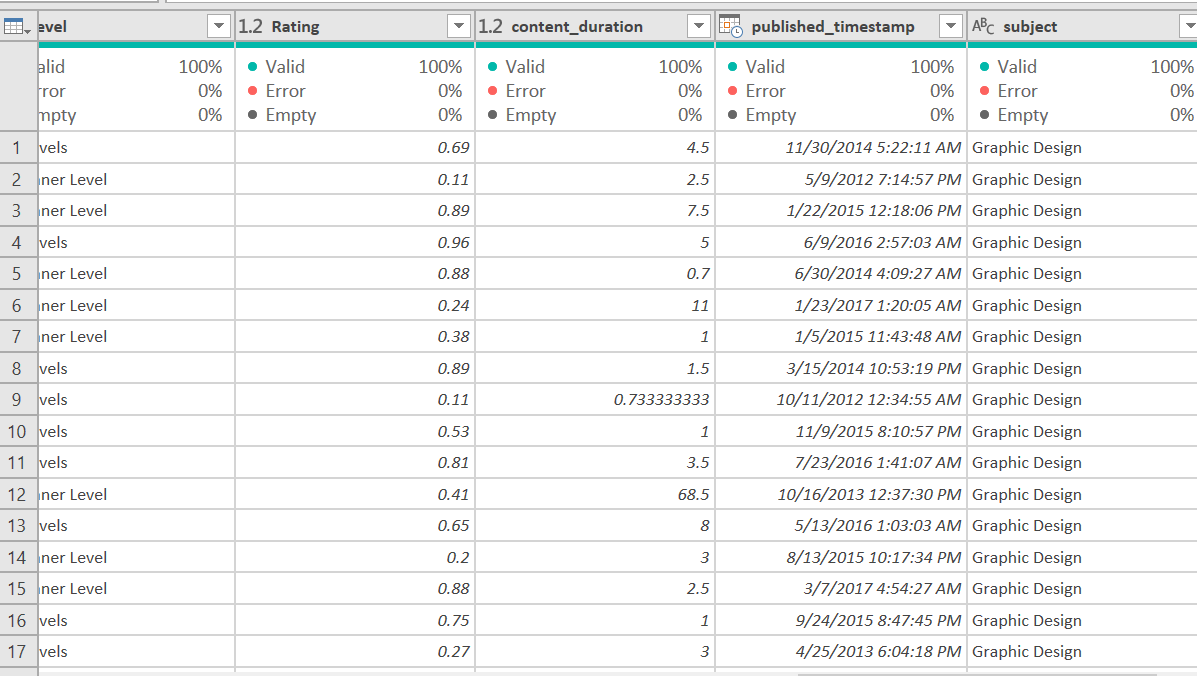 evel 1.2 Rating 1.2 content_duration published_timestamp ABC subject
alid 100% Valid 100% Valid 100% Valid 100% Valid 100%
rror 0% Error 0% Error 0% Error 0% Error 0%
mpty 0% Empty 0% Empty 0% Empty 0% Empty 0%
1 vels 0.69 4.5 11/30/2014 5:22:11 AM Graphic Design
2 ner Level 0.11 2.5 5/9/2012 7:14:57 PM Graphic Design
3 ner Level 0.89 7.5 1/22/2015 12:18:06 PM Graphic Design
4 vels 0.96 5 6/9/2016 2:57:03 AM Graphic Design
5 ner Level 0.88 0.7 6/30/2014 4:09:27 AM Graphic Design
6 ner Level 0.24 11 1/23/2017 1:20:05 AM Graphic Design
7 ner Level 0.38 1 1/5/2015 11:43:48 AM Graphic Design
8 vels 0.89 1.5 3/15/2014 10:53:19 PM Graphic Design
9 vels 0.11 0.733333333 10/11/2012 12:34:55 AM Graphic Design
10 vels 0.53 1 11/9/2015 8:10:57 PM Graphic Design
11 vels 0.81 3.5 7/23/2016 1:41:07 AM Graphic Design
12 ner Level 0.41 68.5 10/16/2013 12:37:30 PM Graphic Design
13 vels 0.65 8 5/13/2016 1:03:03 AM Graphic Design
14 ner Level 0.2 3 8/13/2015 10:17:34 PM Graphic Design
15 ner Level 0.88 2.5 3/7/2017 4:54:27 AM Graphic Design
16 vels 0.75 1 9/24/2015 8:47:45 PM Graphic Design
17 vels 0.27 3 4/25/2013 6:04:18 PM Graphic Design